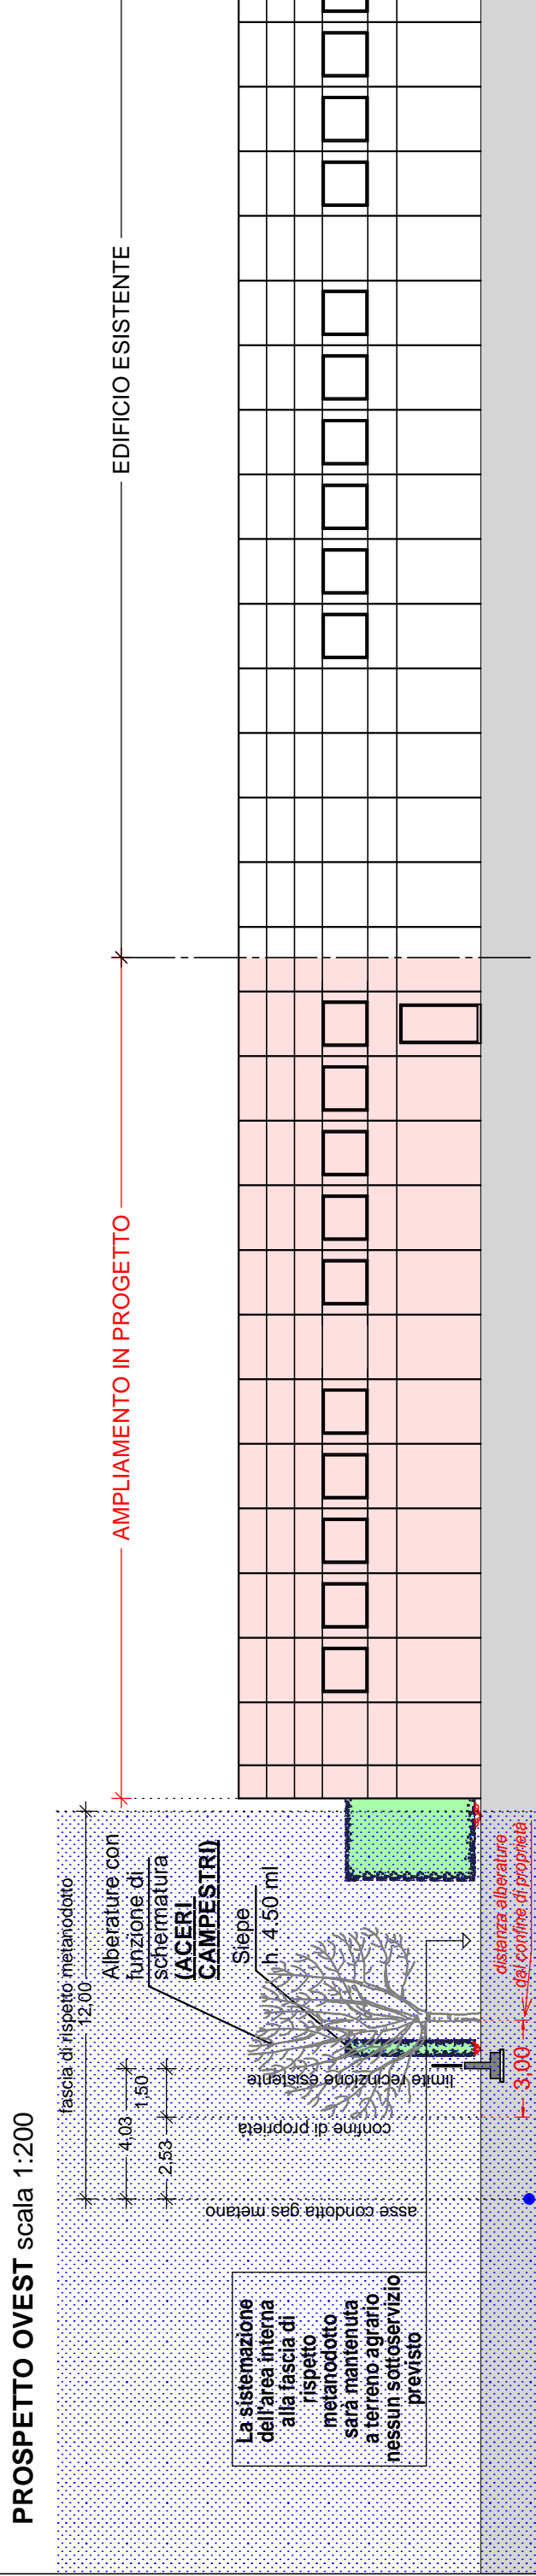 PROSPETTO OVEST scala 1:200
fascia di rispetto metanodotto
12,00
4,03
1,50
2,53
AMPLIAMENTO IN PROGETTO
EDIFICIO ESISTENTE
Alberature con
funzione di
schermatura
(ACERI
CAMPESTRI)
Siepe
h 4.50 ml
asse condotta gas metano
confine di proprietà
limite recinzione esistente
La sistemazione
dell'area interna
alla fascia di
rispetto
metanodotto
sarà mantenuta
a terreno agrario
nessun sottoservizio
previsto
distanza alberature
dal confine di proprietà
3,00